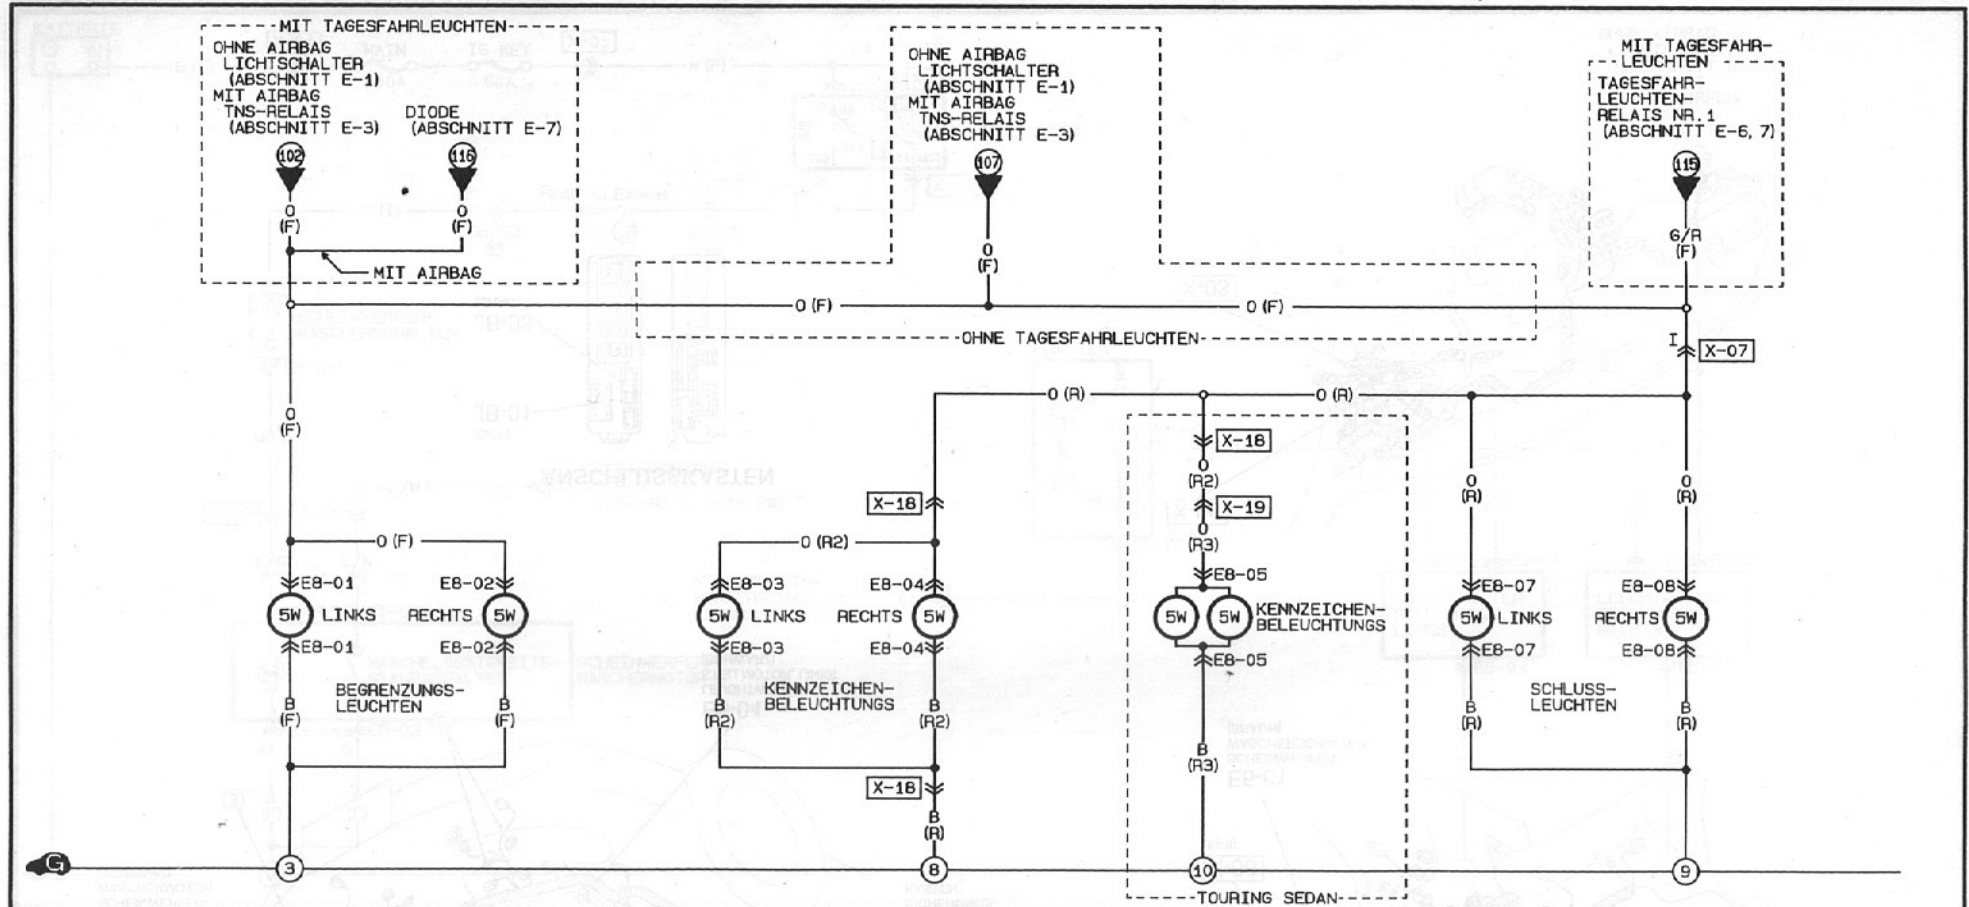 MIT TAGESFAHRLEUCHTEN
OHNE AIRBAG
LICHTSCHALTER
(ABSCHNITT E-1)
MIT AIRBAG
TNS-RELAIS
(ABSCHNITT E-3)
DIODE
(ABSCHNITT E-7)
102
116
O
(F)
O
(F)
MIT AIRBAG
OHNE AIRBAG
LICHTSCHALTER
(ABSCHNITT E-1)
MIT AIRBAG
TNS-RELAIS
(ABSCHNITT E-3)
107
O
(F)
MIT TAGESFAHR-
LEUCHTEN
TAGESFAHR-
LEUCHTEN-
RELAIS NR.1
(ABSCHNITT E-6, 7)
115
G/R
(F)
O (F)
O (F)
OHNE TAGESFAHRLEUCHTEN
I
X-07
O (R)
O (R)
O
(F)
X-18
X-18
O
(R2)
X-19
O
(R3)
O
(R)
O
(R)
O (F)
O (R2)
E8-01
E8-02
E8-03
E8-04
E8-05
E8-07
E8-08
5W LINKS
RECHTS 5W
5W LINKS
RECHTS 5W
5W 5W
KENNZEICHEN-
BELEUCHTUNGS
5W LINKS
RECHTS 5W
E8-01
E8-02
E8-03
E8-04
E8-05
E8-07
E8-08
BEGRENZUNGS-
LEUCHTEN
KENNZEICHEN-
BELEUCHTUNGS
SCHLUSS-
LEUCHTEN
B
(F)
B
(F)
B
(R2)
B
(R2)
B
(R3)
B
(R)
B
(R)
X-18
B
(R)
G
3
8
10
9
TOURING SEDAN